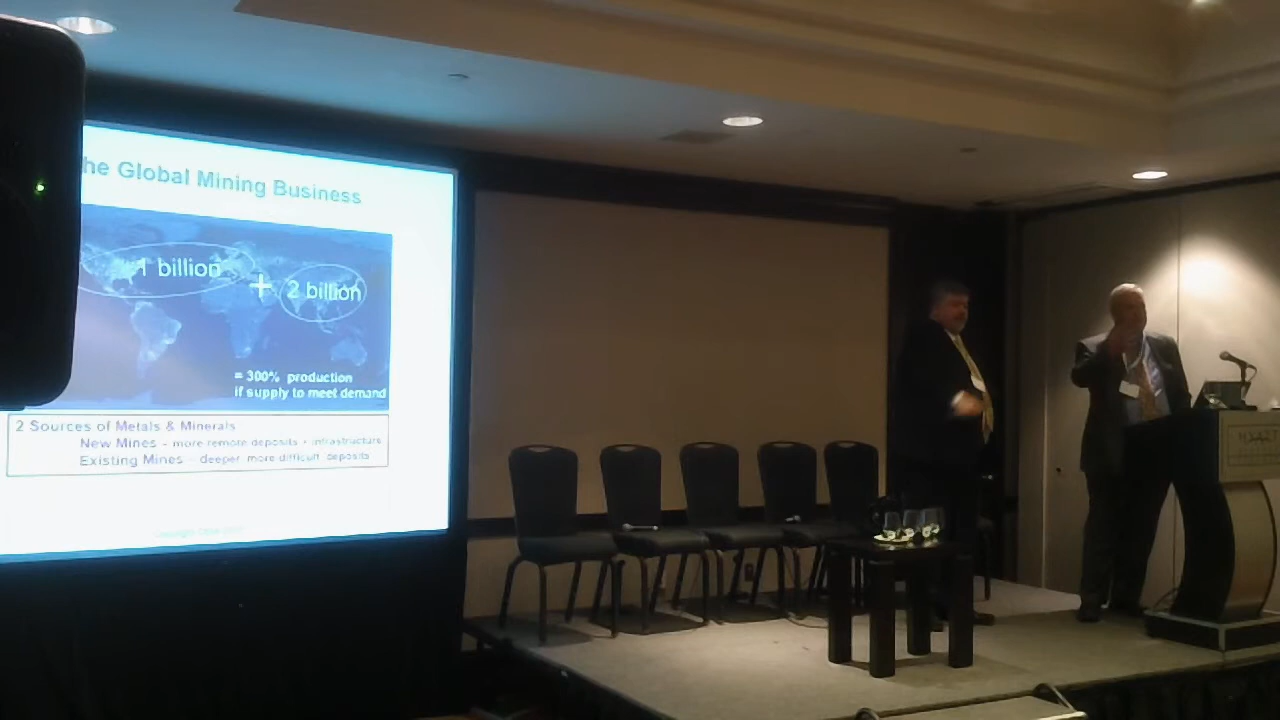 he Global Mining Business
1 billion
+
2 billion
= 300% production
if supply to meet demand
2 Sources of Metals & Minerals
New Mines - more remote deposits + infrastructure
Existing Mines - deeper more difficult deposits
HYATT